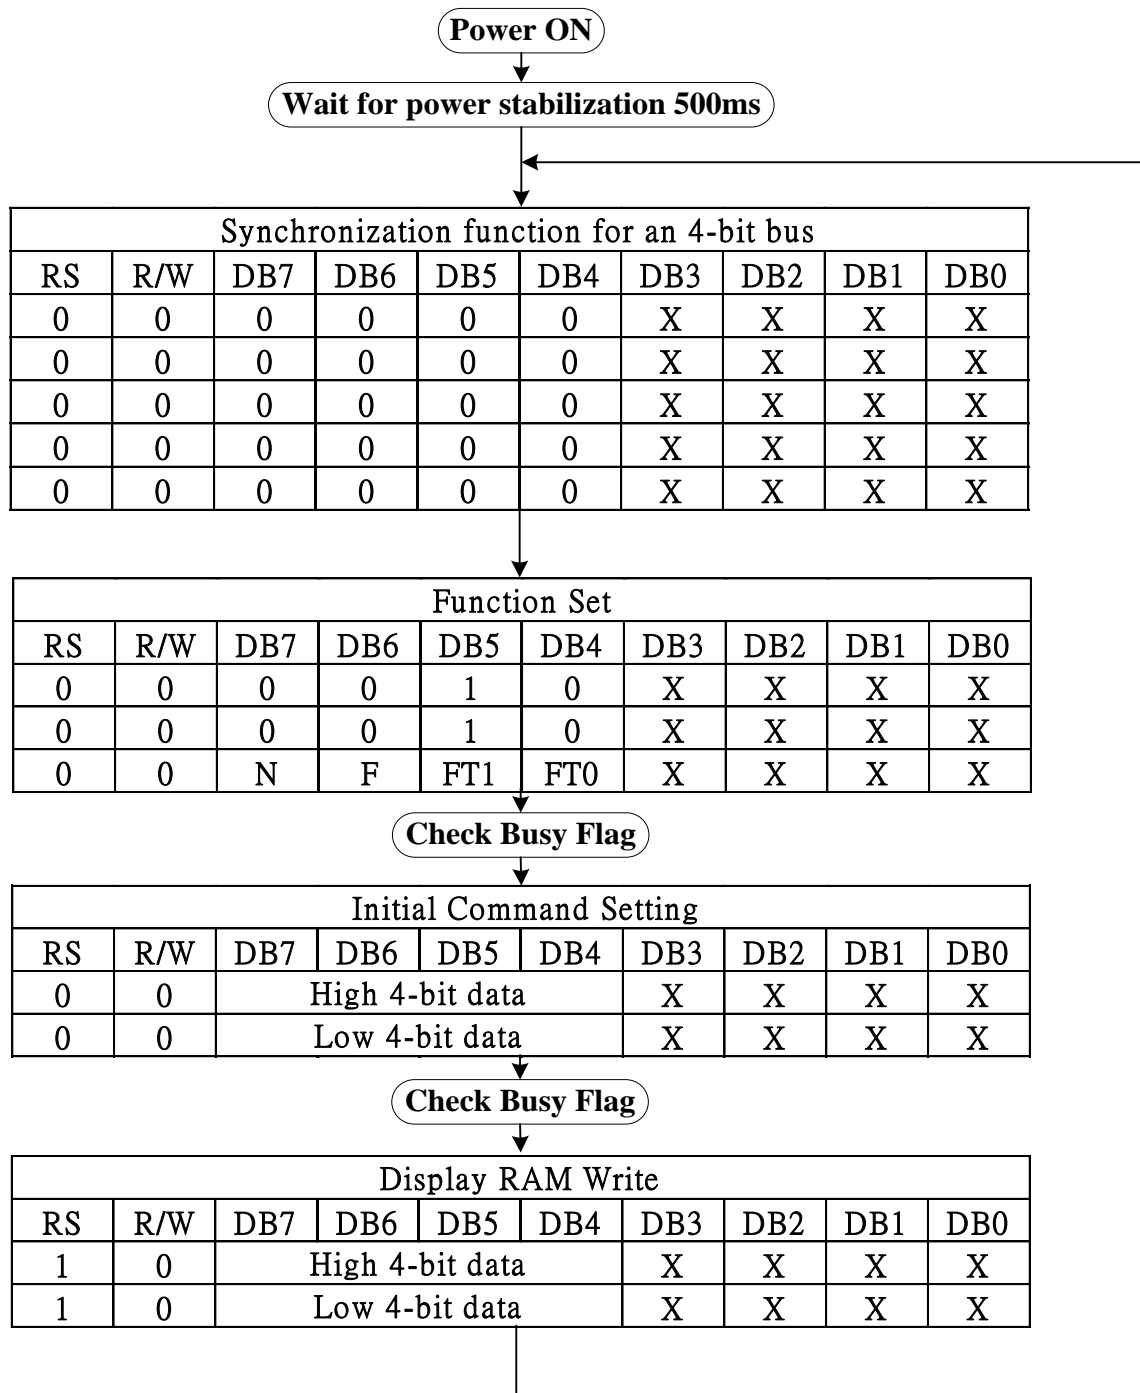 Power ON
Wait for power stabilization 500ms
Synchronization function for an 4-bit bus
RS R/W DB7 DB6 DB5 DB4 DB3 DB2 DB1 DB0
0 0 0 0 0 0 X X X X
0 0 0 0 0 0 X X X X
0 0 0 0 0 0 X X X X
0 0 0 0 0 0 X X X X
0 0 0 0 0 0 X X X X
Function Set
RS R/W DB7 DB6 DB5 DB4 DB3 DB2 DB1 DB0
0 0 0 0 1 0 X X X X
0 0 0 0 1 0 X X X X
0 0 N F FT1 FT0 X X X X
Check Busy Flag
Initial Command Setting
RS R/W DB7 DB6 DB5 DB4 DB3 DB2 DB1 DB0
0 0 High 4-bit data X X X X
0 0 Low 4-bit data X X X X
Check Busy Flag
Display RAM Write
RS R/W DB7 DB6 DB5 DB4 DB3 DB2 DB1 DB0
1 0 High 4-bit data X X X X
1 0 Low 4-bit data X X X X